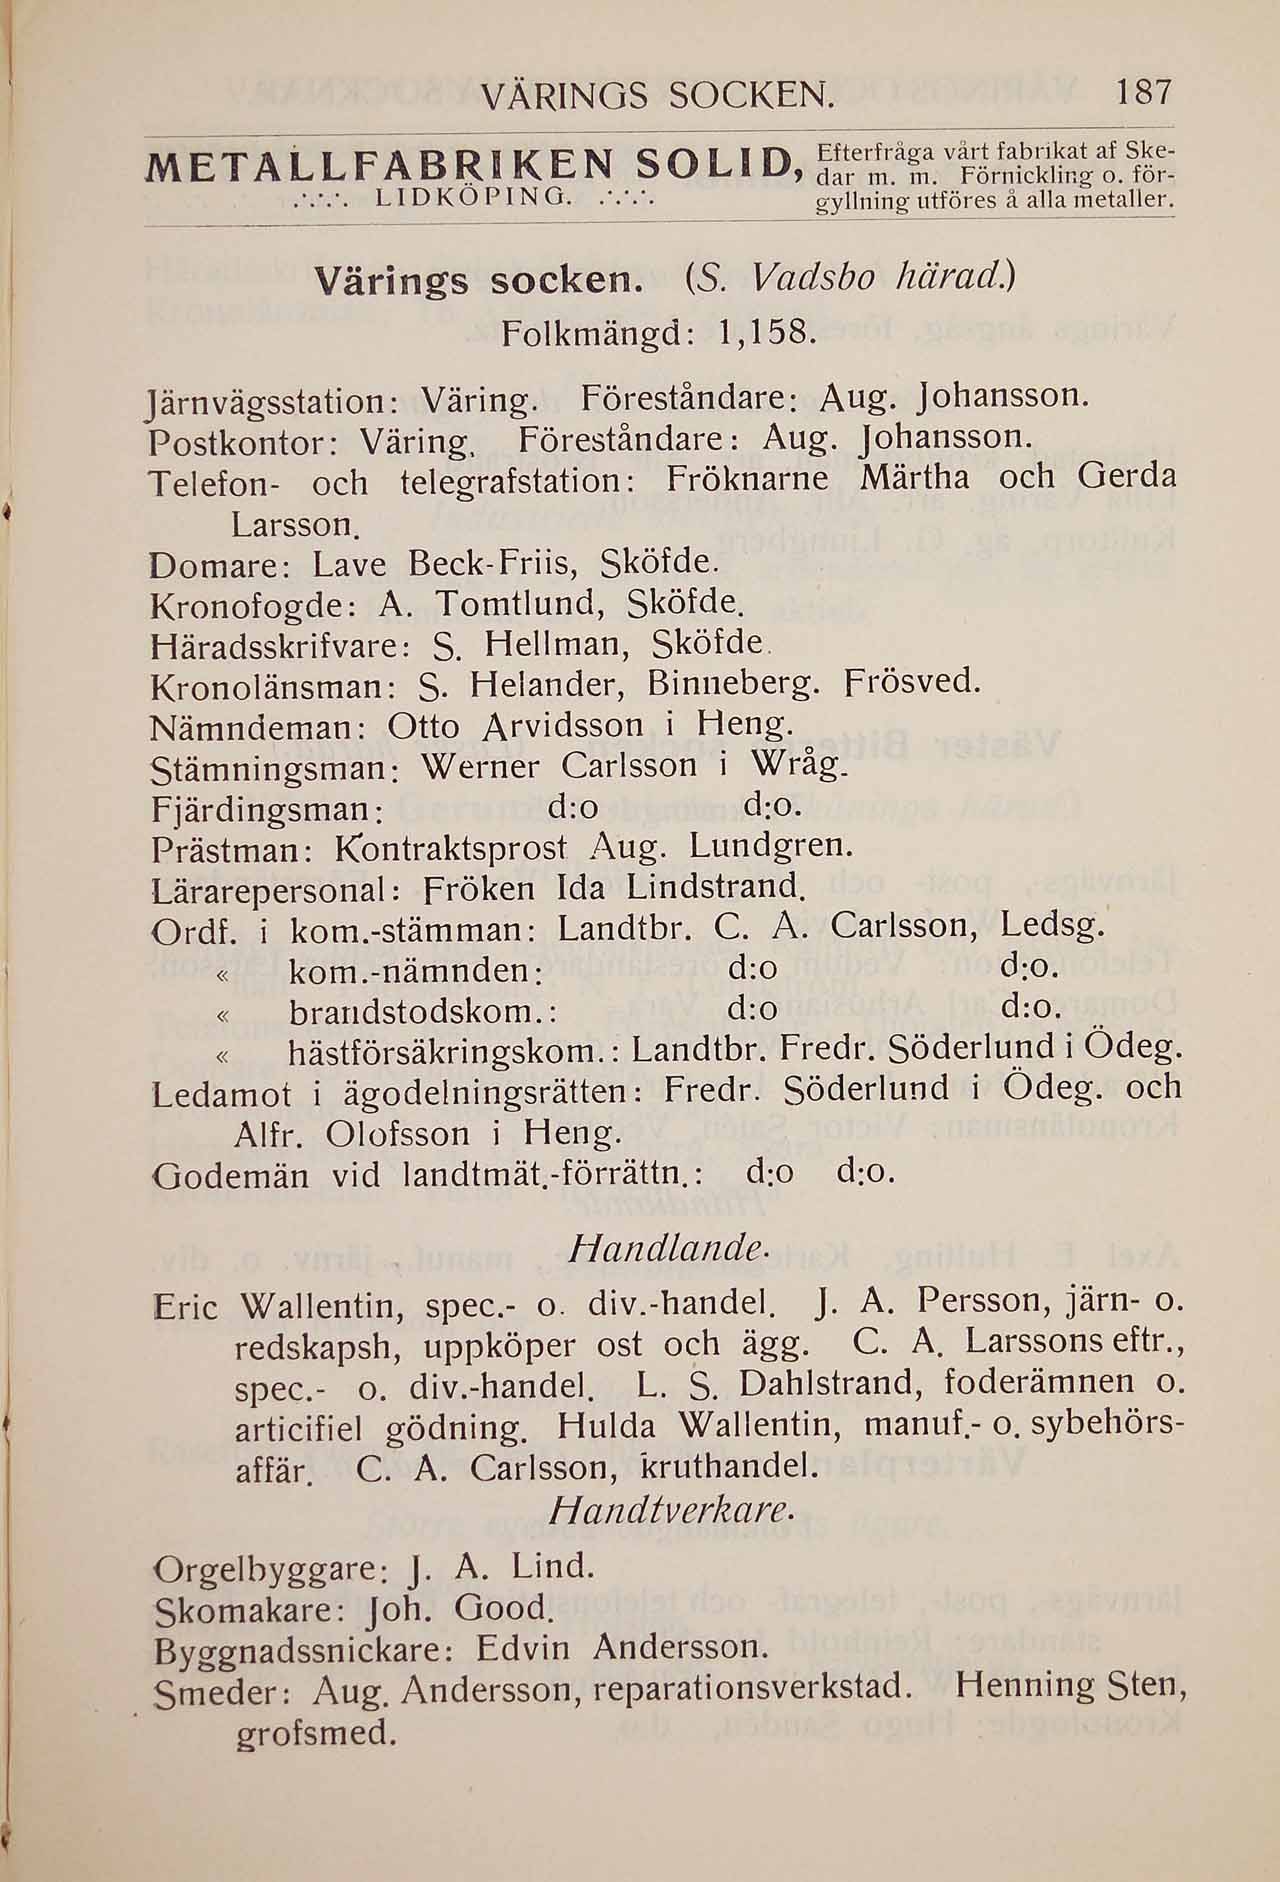 VÄRINGS SOCKEN. 187
METALLFABRIKEN SOLID,
.·.·.·. LIDKÖPING. .·.·.·.
Efterfråga vårt fabrikat af Ske-
dar m. m. Förnickling o. för-
gyllning utföres å alla metaller.
Värings socken. (S. Vadsbo härad.)
Folkmängd: 1,158.
Järnvägsstation: Väring. Föreståndare: Aug. Johansson.
Postkontor: Väring. Föreståndare: Aug. Johansson.
Telefon- och telegrafstation: Fröknarne Märtha och Gerda
Larsson.
Domare: Lave Beck-Friis, Sköfde.
Kronofogde: A. Tomtlund, Sköfde.
Häradsskrifvare: S. Hellman, Sköfde.
Kronolänsman: S. Helander, Binneberg. Frösved.
Nämndeman: Otto Arvidsson i Heng.
Stämningsman: Werner Carlsson i Wråg.
Fjärdingsman: d:o d:o.
Prästman: Kontraktsprost Aug. Lundgren.
Lärarepersonal: Fröken Ida Lindstrand.
Ordf. i kom.-stämman: Landtbr. C. A. Carlsson, Ledsg.
« kom.-nämnden: d:o d:o.
« brandstodskom.: d:o d:o.
« hästförsäkringskom.: Landtbr. Fredr. Söderlund i Ödeg.
Ledamot i ägodelningsrätten: Fredr. Söderlund i Ödeg. och
Alfr. Olofsson i Heng.
Godemän vid landtmät.-förrättn.: d:o d:o.
Handlande.
Eric Wallentin, spec.- o. div.-handel. J. A. Persson, järn- o.
redskapsh, uppköper ost och ägg. C. A. Larssons eftr.,
spec.- o. div.-handel. L. S. Dahlstrand, foderämnen o.
articifiel gödning. Hulda Wallentin, manuf.- o. sybehörs-
affär. C. A. Carlsson, kruthandel.
Handtverkare.
Orgelbyggare: J. A. Lind.
Skomakare: Joh. Good.
Byggnadssnickare: Edvin Andersson.
Smeder: Aug. Andersson, reparationsverkstad. Henning Sten,
grofsmed.